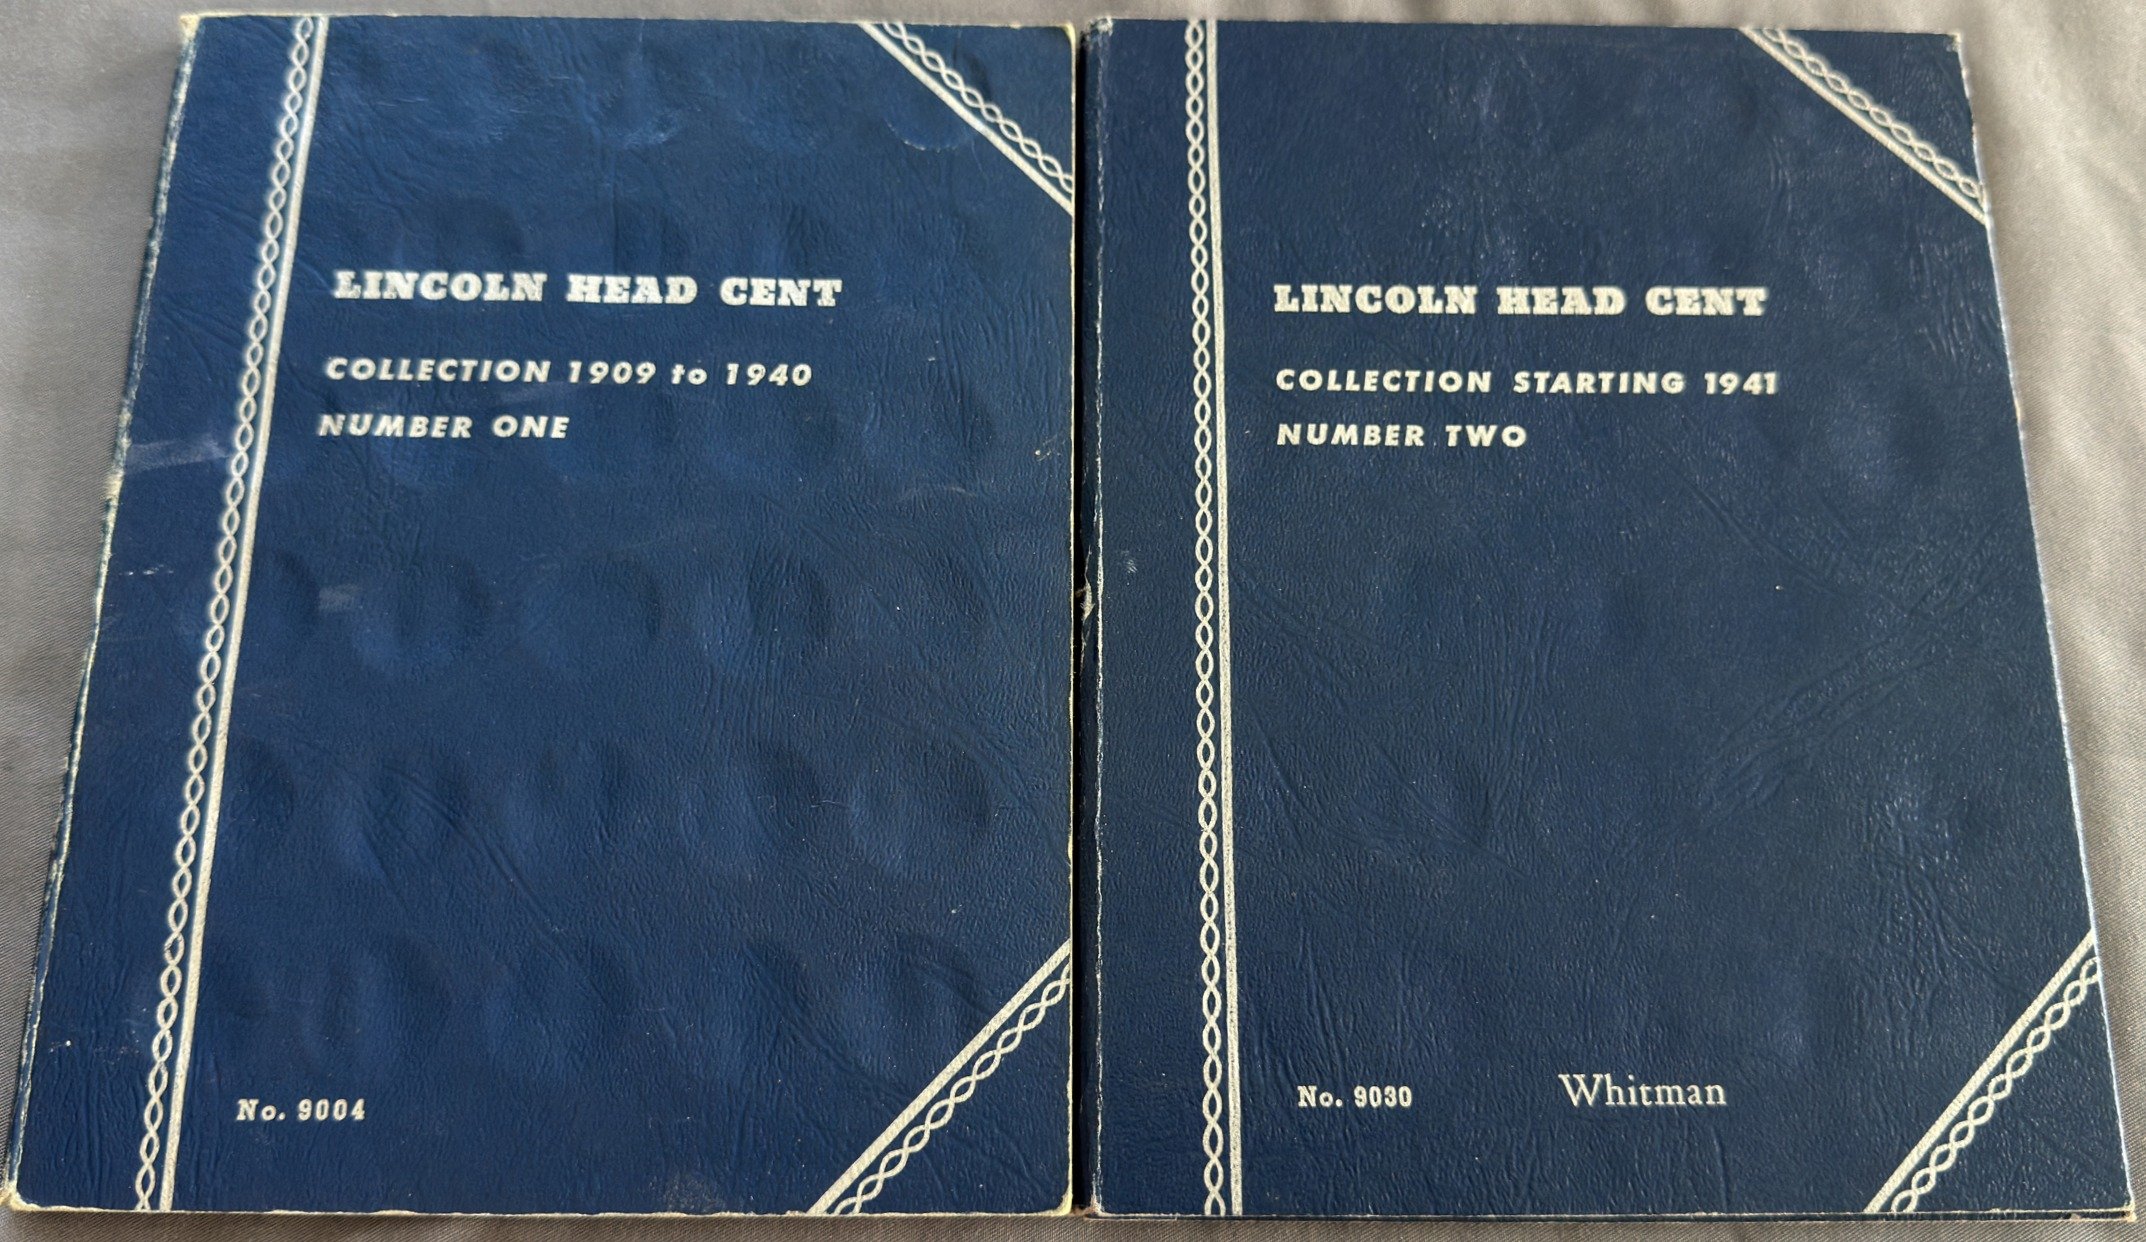 LINCOLN HEAD CENT
COLLECTION 1909 to 1940
NUMBER ONE
No. 9004
LINCOLN HEAD CENT
COLLECTION STARTING 1941
NUMBER TWO
No. 9030 Whitman